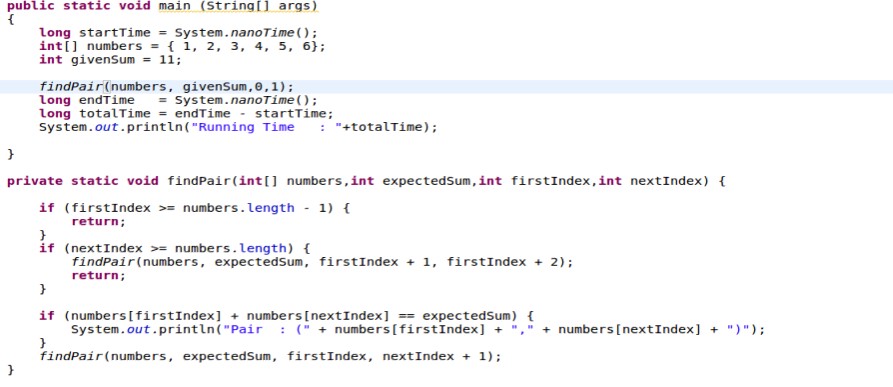 public static void main (String[] args)
{
    long startTime = System.nanoTime();
    int[] numbers = { 1, 2, 3, 4, 5, 6};
    int givenSum = 11;

    findPair(numbers, givenSum,0,1);
    long endTime   = System.nanoTime();
    long totalTime = endTime - startTime;
    System.out.println("Running Time   : "+totalTime);

}

private static void findPair(int[] numbers,int expectedSum,int firstIndex,int nextIndex) {

    if (firstIndex >= numbers.length - 1) {
        return;
    }
    if (nextIndex >= numbers.length) {
        findPair(numbers, expectedSum, firstIndex + 1, firstIndex + 2);
        return;
    }

    if (numbers[firstIndex] + numbers[nextIndex] == expectedSum) {
        System.out.println("Pair  : (" + numbers[firstIndex] + "," + numbers[nextIndex] + ")");
    }
    findPair(numbers, expectedSum, firstIndex, nextIndex + 1);
}